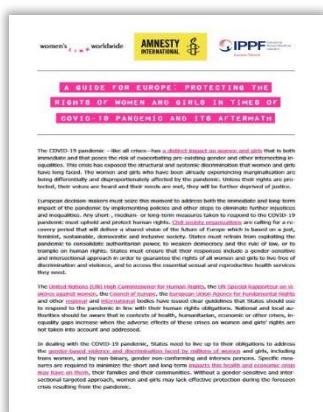 women's link worldwide
AMNESTY
INTERNATIONAL
IPPF
A GUIDE FOR EUROPE: PROTECTING THE
RIGHTS OF WOMEN AND GIRLS IN TIMES OF
COVID-19 PANDEMIC AND ITS AFTERMATH
The COVID-19 pandemic –like all crises– has a distinct impact on women and girls that is both
immediate and that poses the risk of exacerbating pre-existing gender and other intersecting in-
equalities. This crisis has exposed the structural and systemic discrimination that women and girls
have long faced. The women and girls who have already been experiencing marginalisation are
being differently and disproportionately affected by the pandemic. Unless their rights are pro-
tected, their voices are heard and their needs are met, they will be further deprived of justice.
European decision-makers must seize this moment to address both the immediate and long-term
impact of the pandemic by implementing policies and other steps to eliminate further injustices
and inequalities. Any short-, medium- or long-term measures taken to respond to the COVID-19
pandemic must uphold and protect human rights. Civil society organisations are calling for a re-
covery period that will deliver a shared vision of the future of Europe which is based on a just,
feminist, sustainable, democratic and inclusive society. States must refrain from exploiting the
pandemic to consolidate authoritarian power, to weaken democracy and the rule of law, or to
trample on human rights. States must ensure that their responses include a gender-sensitive
and intersectional approach in order to guarantee the rights of all women and girls to live free of
discrimination and violence, and to access the essential sexual and reproductive health services
they need.
The United Nations (UN) High Commissioner for Human Rights, the UN Special Rapporteur on vi-
olence against women, the Council of Europe, the European Union Agency for Fundamental Rights
and other regional and international bodies have issued clear guidelines that States should use
to respond to the pandemic in line with their human rights obligations. National and local au-
thorities should be aware that in contexts of health, humanitarian, economic or other crises, in-
equality gaps increase when the adverse effects of these crises on women and girls' rights are
not taken into account and addressed.
In dealing with the COVID-19 pandemic, States need to live up to their obligations to address
the gender-based violence and discrimination faced by millions of women and girls, including
trans women, and by non-binary, gender non-conforming and intersex persons. Specific mea-
sures are required to minimize the short and long term impacts this health and economic crisis
may have on them, their families and their communities. Without a gender-sensitive and inter-
sectional targeted approach, women and girls may lack effective protection during the foreseen
crisis resulting from the pandemic.